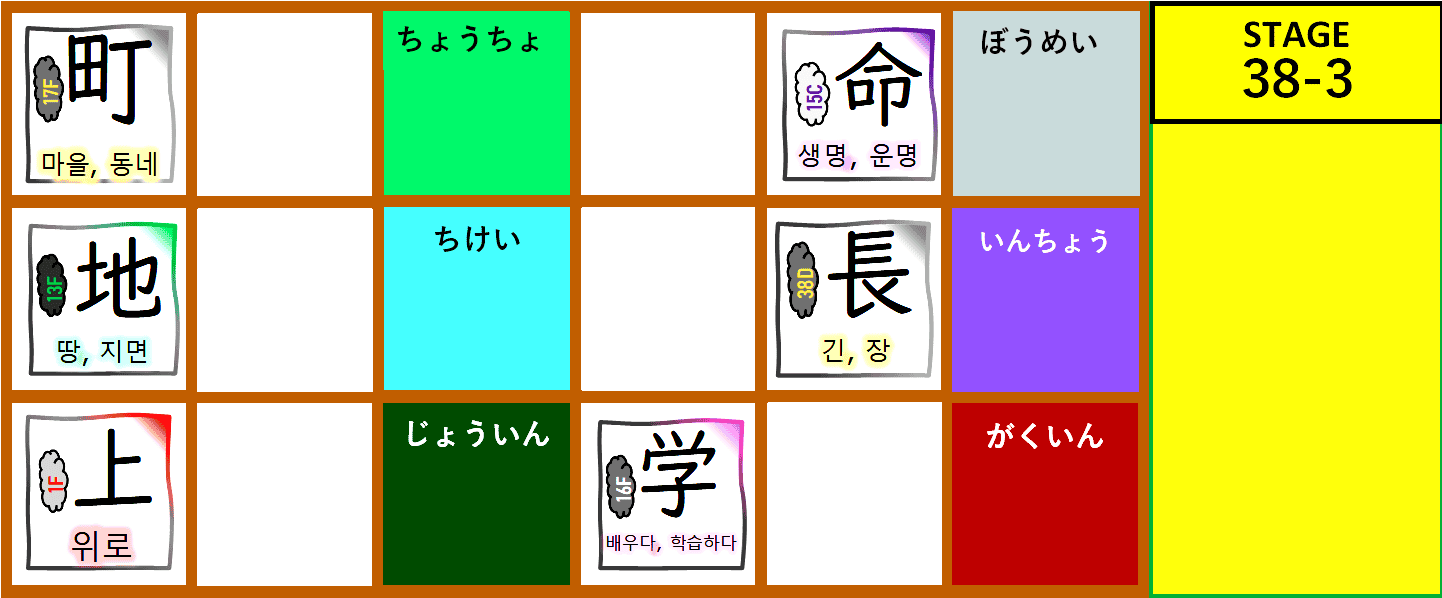 町
17F
마을, 동네
ちょうちょ
命
15C
생명, 운명
ぼうめい
STAGE
38-3
地
13F
땅, 지면
ちけい
長
38D
긴, 장
いんちょう
上
1F
위로
じょういん
学
16F
배우다, 학습하다
がくいん